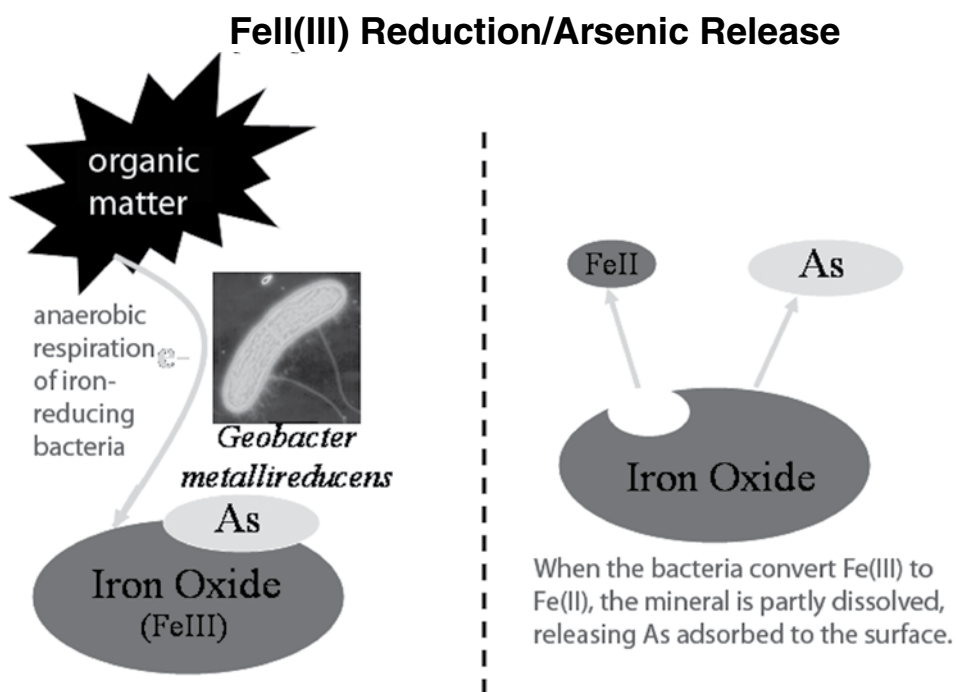 FeII(III) Reduction/Arsenic Release
organic
matter
anaerobic
respiration
of iron-
reducing
bacteria
e–
Geobacter
metallireducens
As
Iron Oxide
(FeIII)
FeII
As
Iron Oxide
When the bacteria convert Fe(III) to
Fe(II), the mineral is partly dissolved,
releasing As adsorbed to the surface.